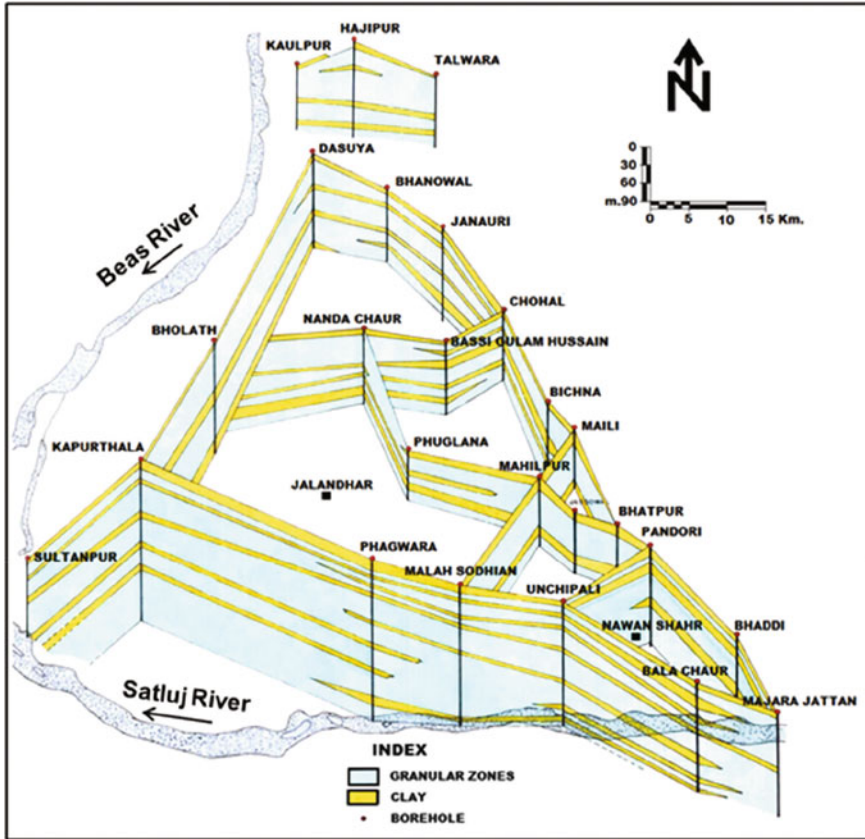 HAJIPUR
KAULPUR
TALWARA
N
0
30
60
m.90
0 5 10 15 Km.
DASUYA
BHANOWAL
JANAURI
Beas River
CHOHAL
NANDA CHAUR
BHOLATH
BASSI GULAM HUSSAIN
BICHNA
MAILI
PHUGLANA
KAPURTHALA
MAHILPUR
JALANDHAR
BHATPUR
PANDORI
SULTANPUR
PHAGWARA
MALAH SODHIAN
UNCHIPALI
NAWAN SHAHR
BHADDI
BALA CHAUR
Satluj River
MAJARA JATTAN
INDEX
GRANULAR ZONES
CLAY
BOREHOLE